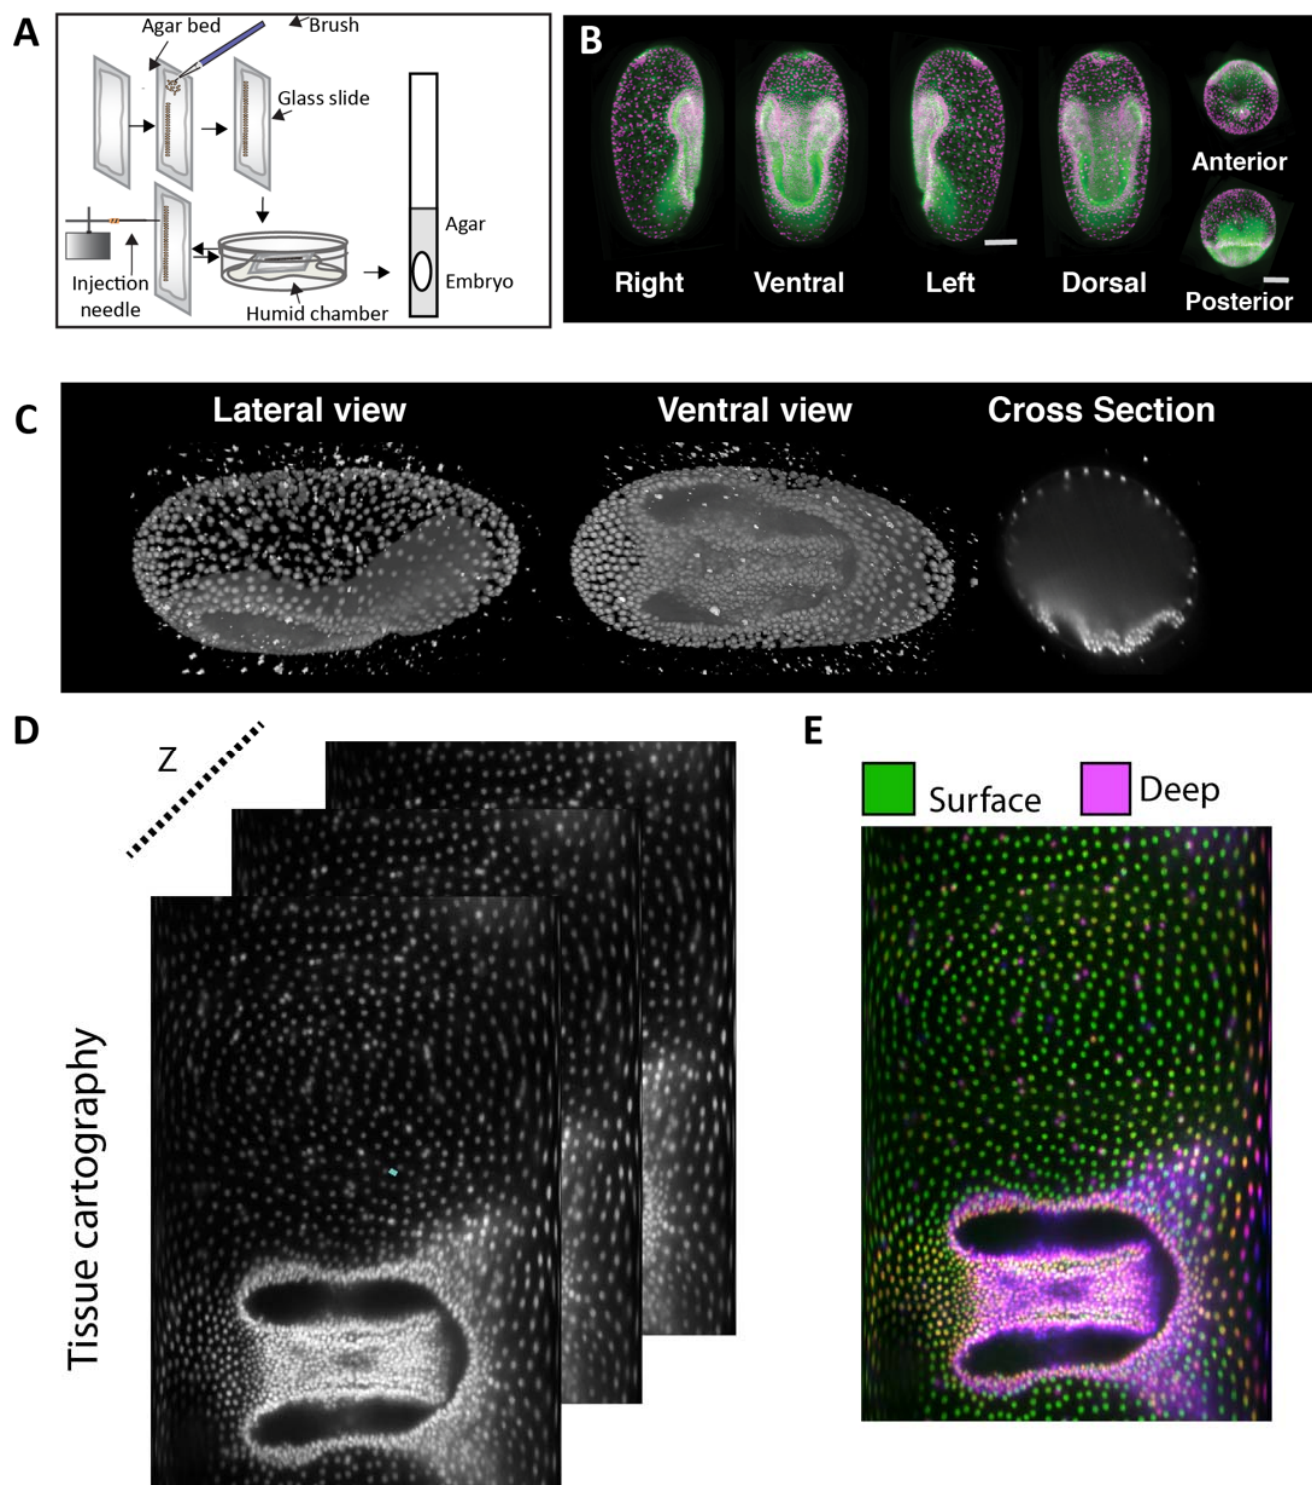 A
Agar bed
Brush
Glass slide
Injection
needle
Humid chamber
Agar
Embryo
B
Right
Ventral
Left
Dorsal
Anterior
Posterior
C
Lateral view
Ventral view
Cross Section
D
Z
Tissue cartography
E
Surface
Deep